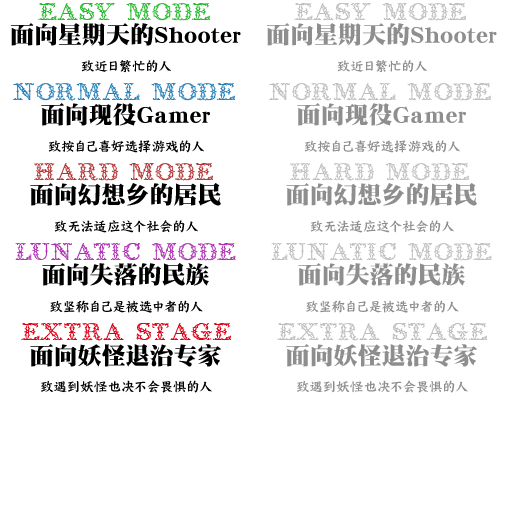 EASY MODE
面向星期天的Shooter
致近日繁忙的人
NORMAL MODE
面向现役Gamer
致按自己喜好选择游戏的人
HARD MODE
面向幻想乡的居民
致无法适应这个社会的人
LUNATIC MODE
面向失落的民族
致坚称自己是被选中者的人
EXTRA STAGE
面向妖怪退治专家
致遇到妖怪也决不会畏惧的人
EASY MODE
面向星期天的Shooter
致近日繁忙的人
NORMAL MODE
面向现役Gamer
致按自己喜好选择游戏的人
HARD MODE
面向幻想乡的居民
致无法适应这个社会的人
LUNATIC MODE
面向失落的民族
致坚称自己是被选中者的人
EXTRA STAGE
面向妖怪退治专家
致遇到妖怪也决不会畏惧的人